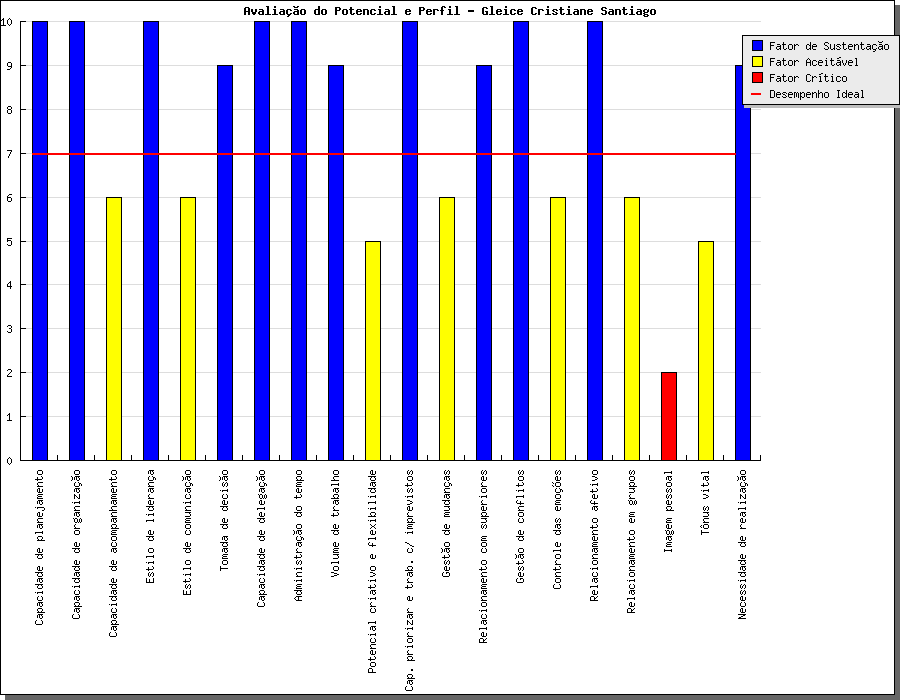 Avaliação do Potencial e Perfil - Gleice Cristiane Santiago
10
9
8
7
6
5
4
3
2
1
0
Fator de Sustentação
Fator Aceitável
Fator Crítico
Desempenho Ideal
Capacidade de planejamento
Capacidade de organização
Capacidade de acompanhamento
Estilo de liderança
Estilo de comunicação
Tomada de decisão
Capacidade de delegação
Administração do tempo
Volume de trabalho
Potencial criativo e flexibilidade
Cap. priorizar e trab. c/ imprevistos
Gestão de mudanças
Relacionamento com superiores
Gestão de conflitos
Controle das emoções
Relacionamento afetivo
Relacionamento em grupos
Imagem pessoal
Tônus vital
Necessidade de realização